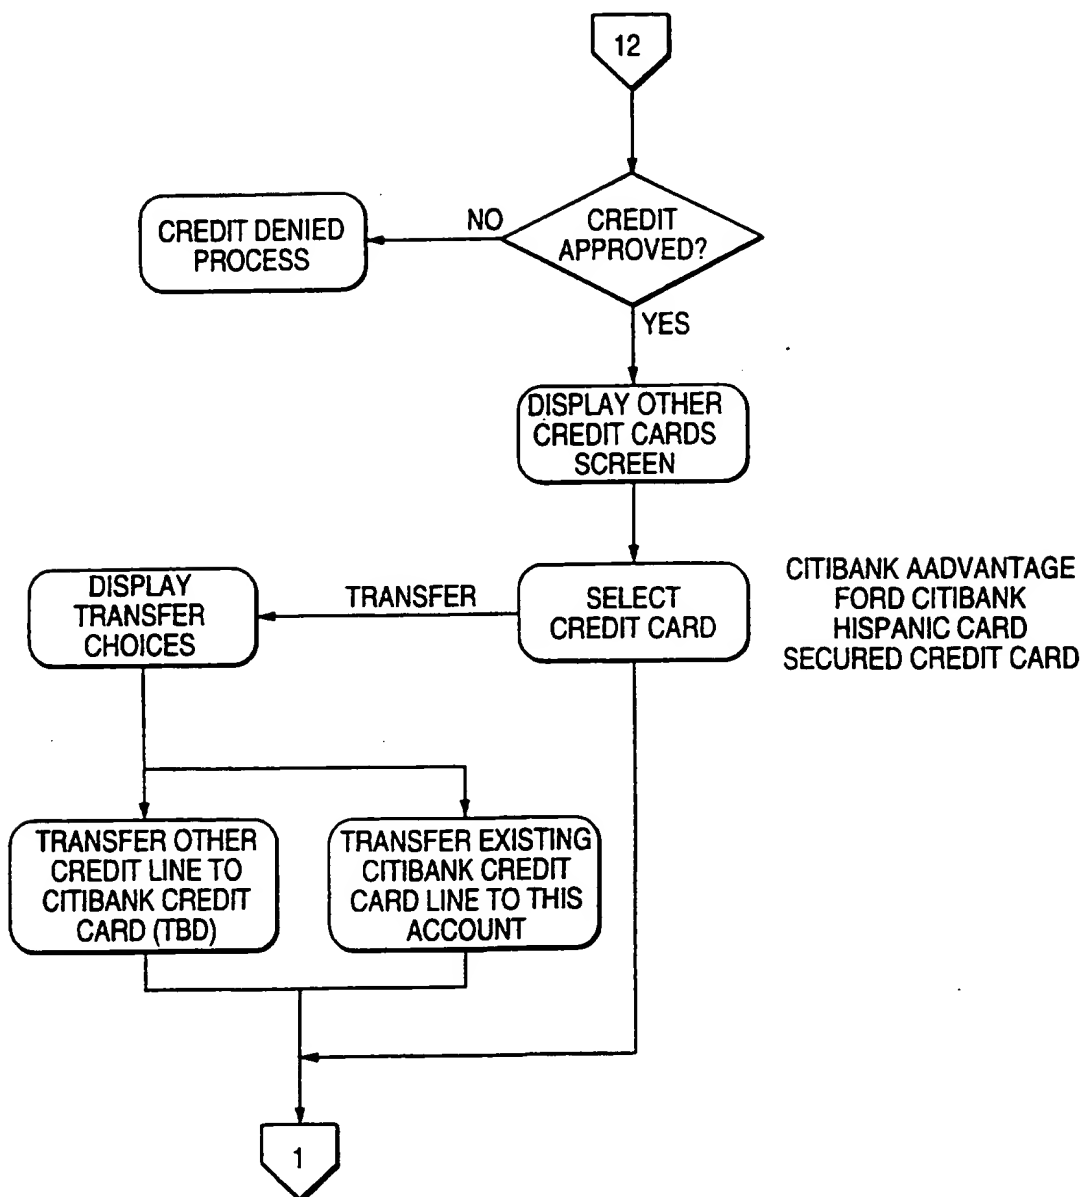 12
CREDIT
APPROVED?
NO
CREDIT DENIED
PROCESS
YES
DISPLAY OTHER
CREDIT CARDS
SCREEN
SELECT
CREDIT CARD
CITIBANK AADVANTAGE
FORD CITIBANK
HISPANIC CARD
SECURED CREDIT CARD
TRANSFER
DISPLAY
TRANSFER
CHOICES
TRANSFER OTHER
CREDIT LINE TO
CITIBANK CREDIT
CARD (TBD)
TRANSFER EXISTING
CITIBANK CREDIT
CARD LINE TO THIS
ACCOUNT
1